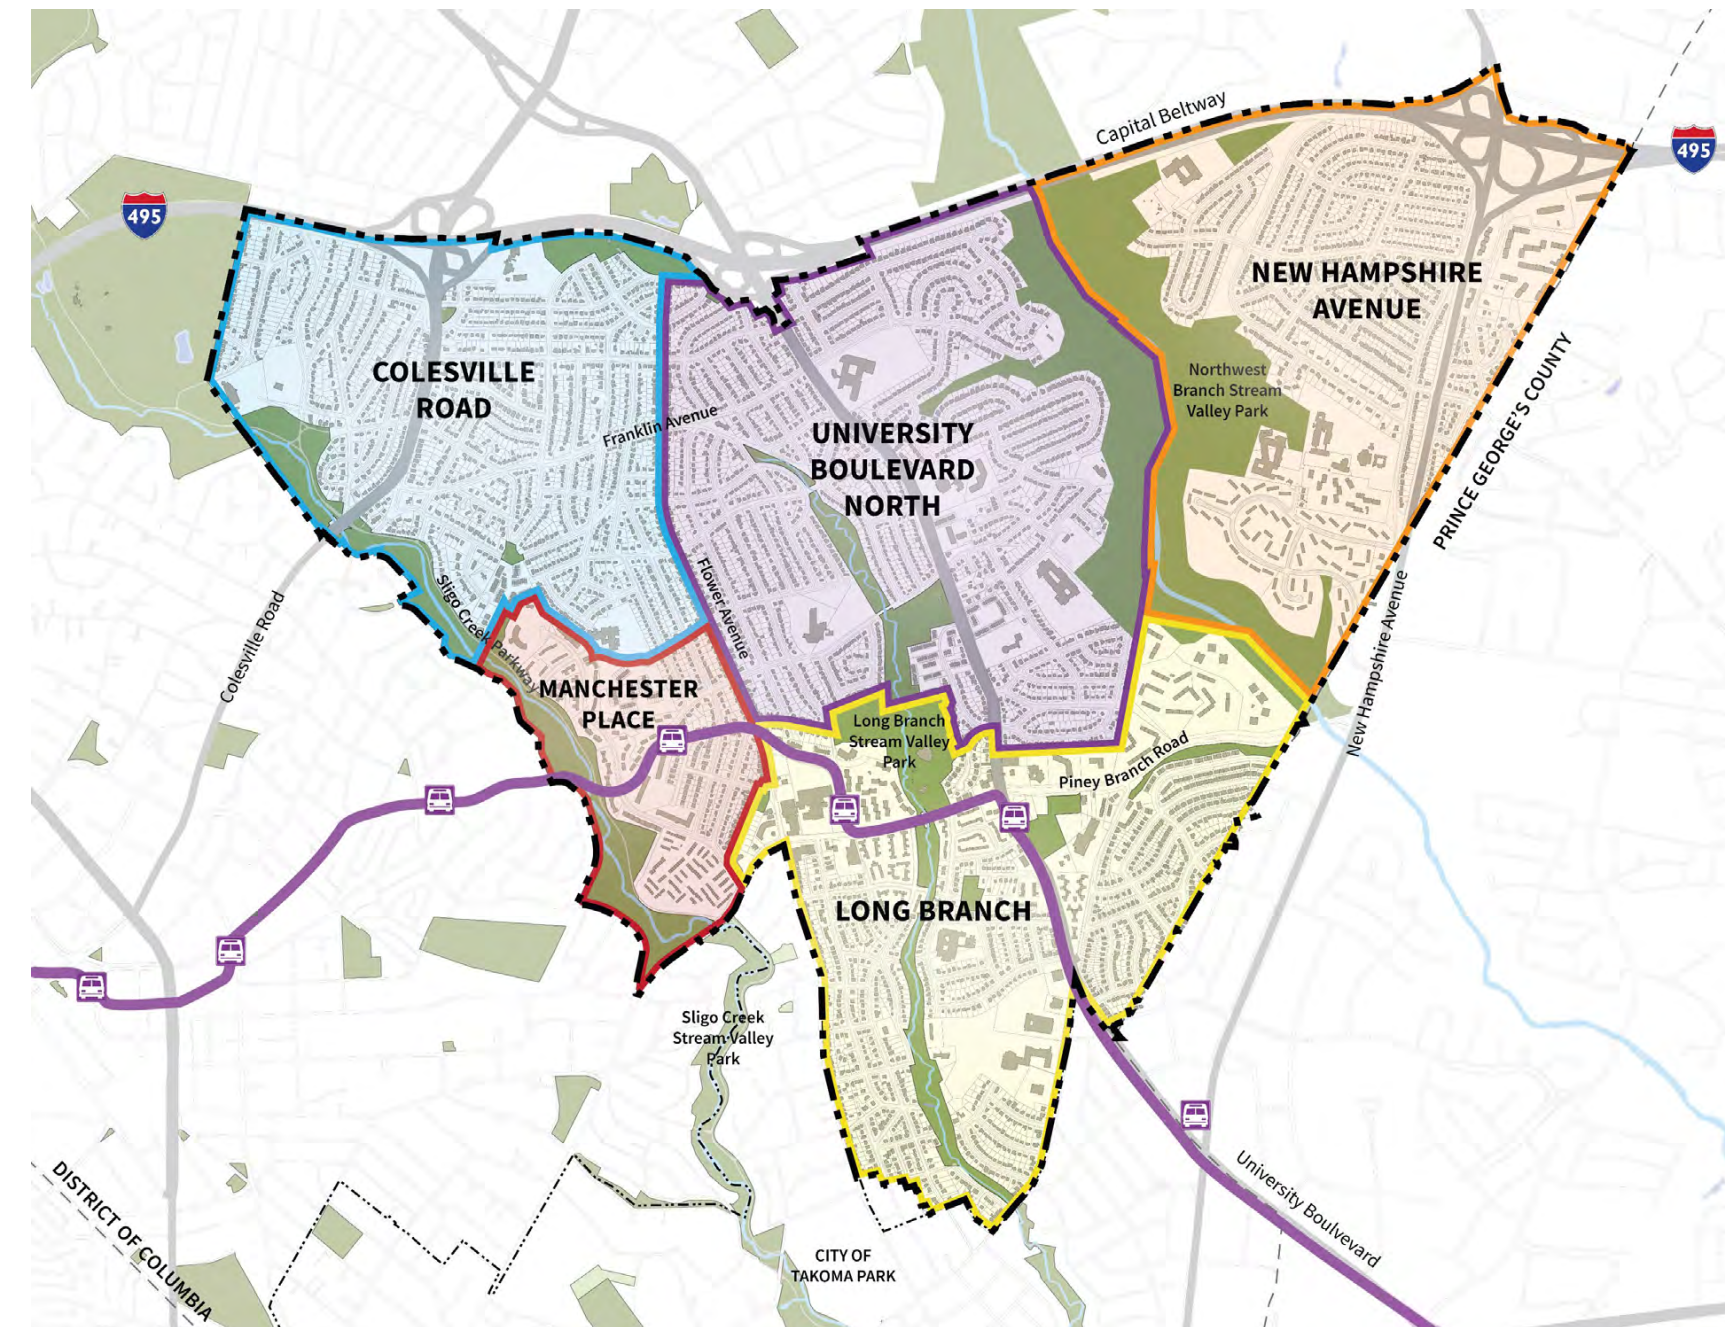 Capital Beltway
495
495
NEW HAMPSHIRE
AVENUE
COLESVILLE
ROAD
Franklin Avenue
UNIVERSITY
BOULEVARD
NORTH
Northwest
Branch Stream
Valley Park
PRINCE GEORGE'S COUNTY
Flower Avenue
Sligo Creek Parkway
Colesville Road
New Hampshire Avenue
MANCHESTER
PLACE
Long Branch
Stream Valley
Park
Piney Branch Road
LONG BRANCH
Sligo Creek
Stream Valley
Park
University Boulvevard
DISTRICT OF COLUMBIA
CITY OF
TAKOMA PARK